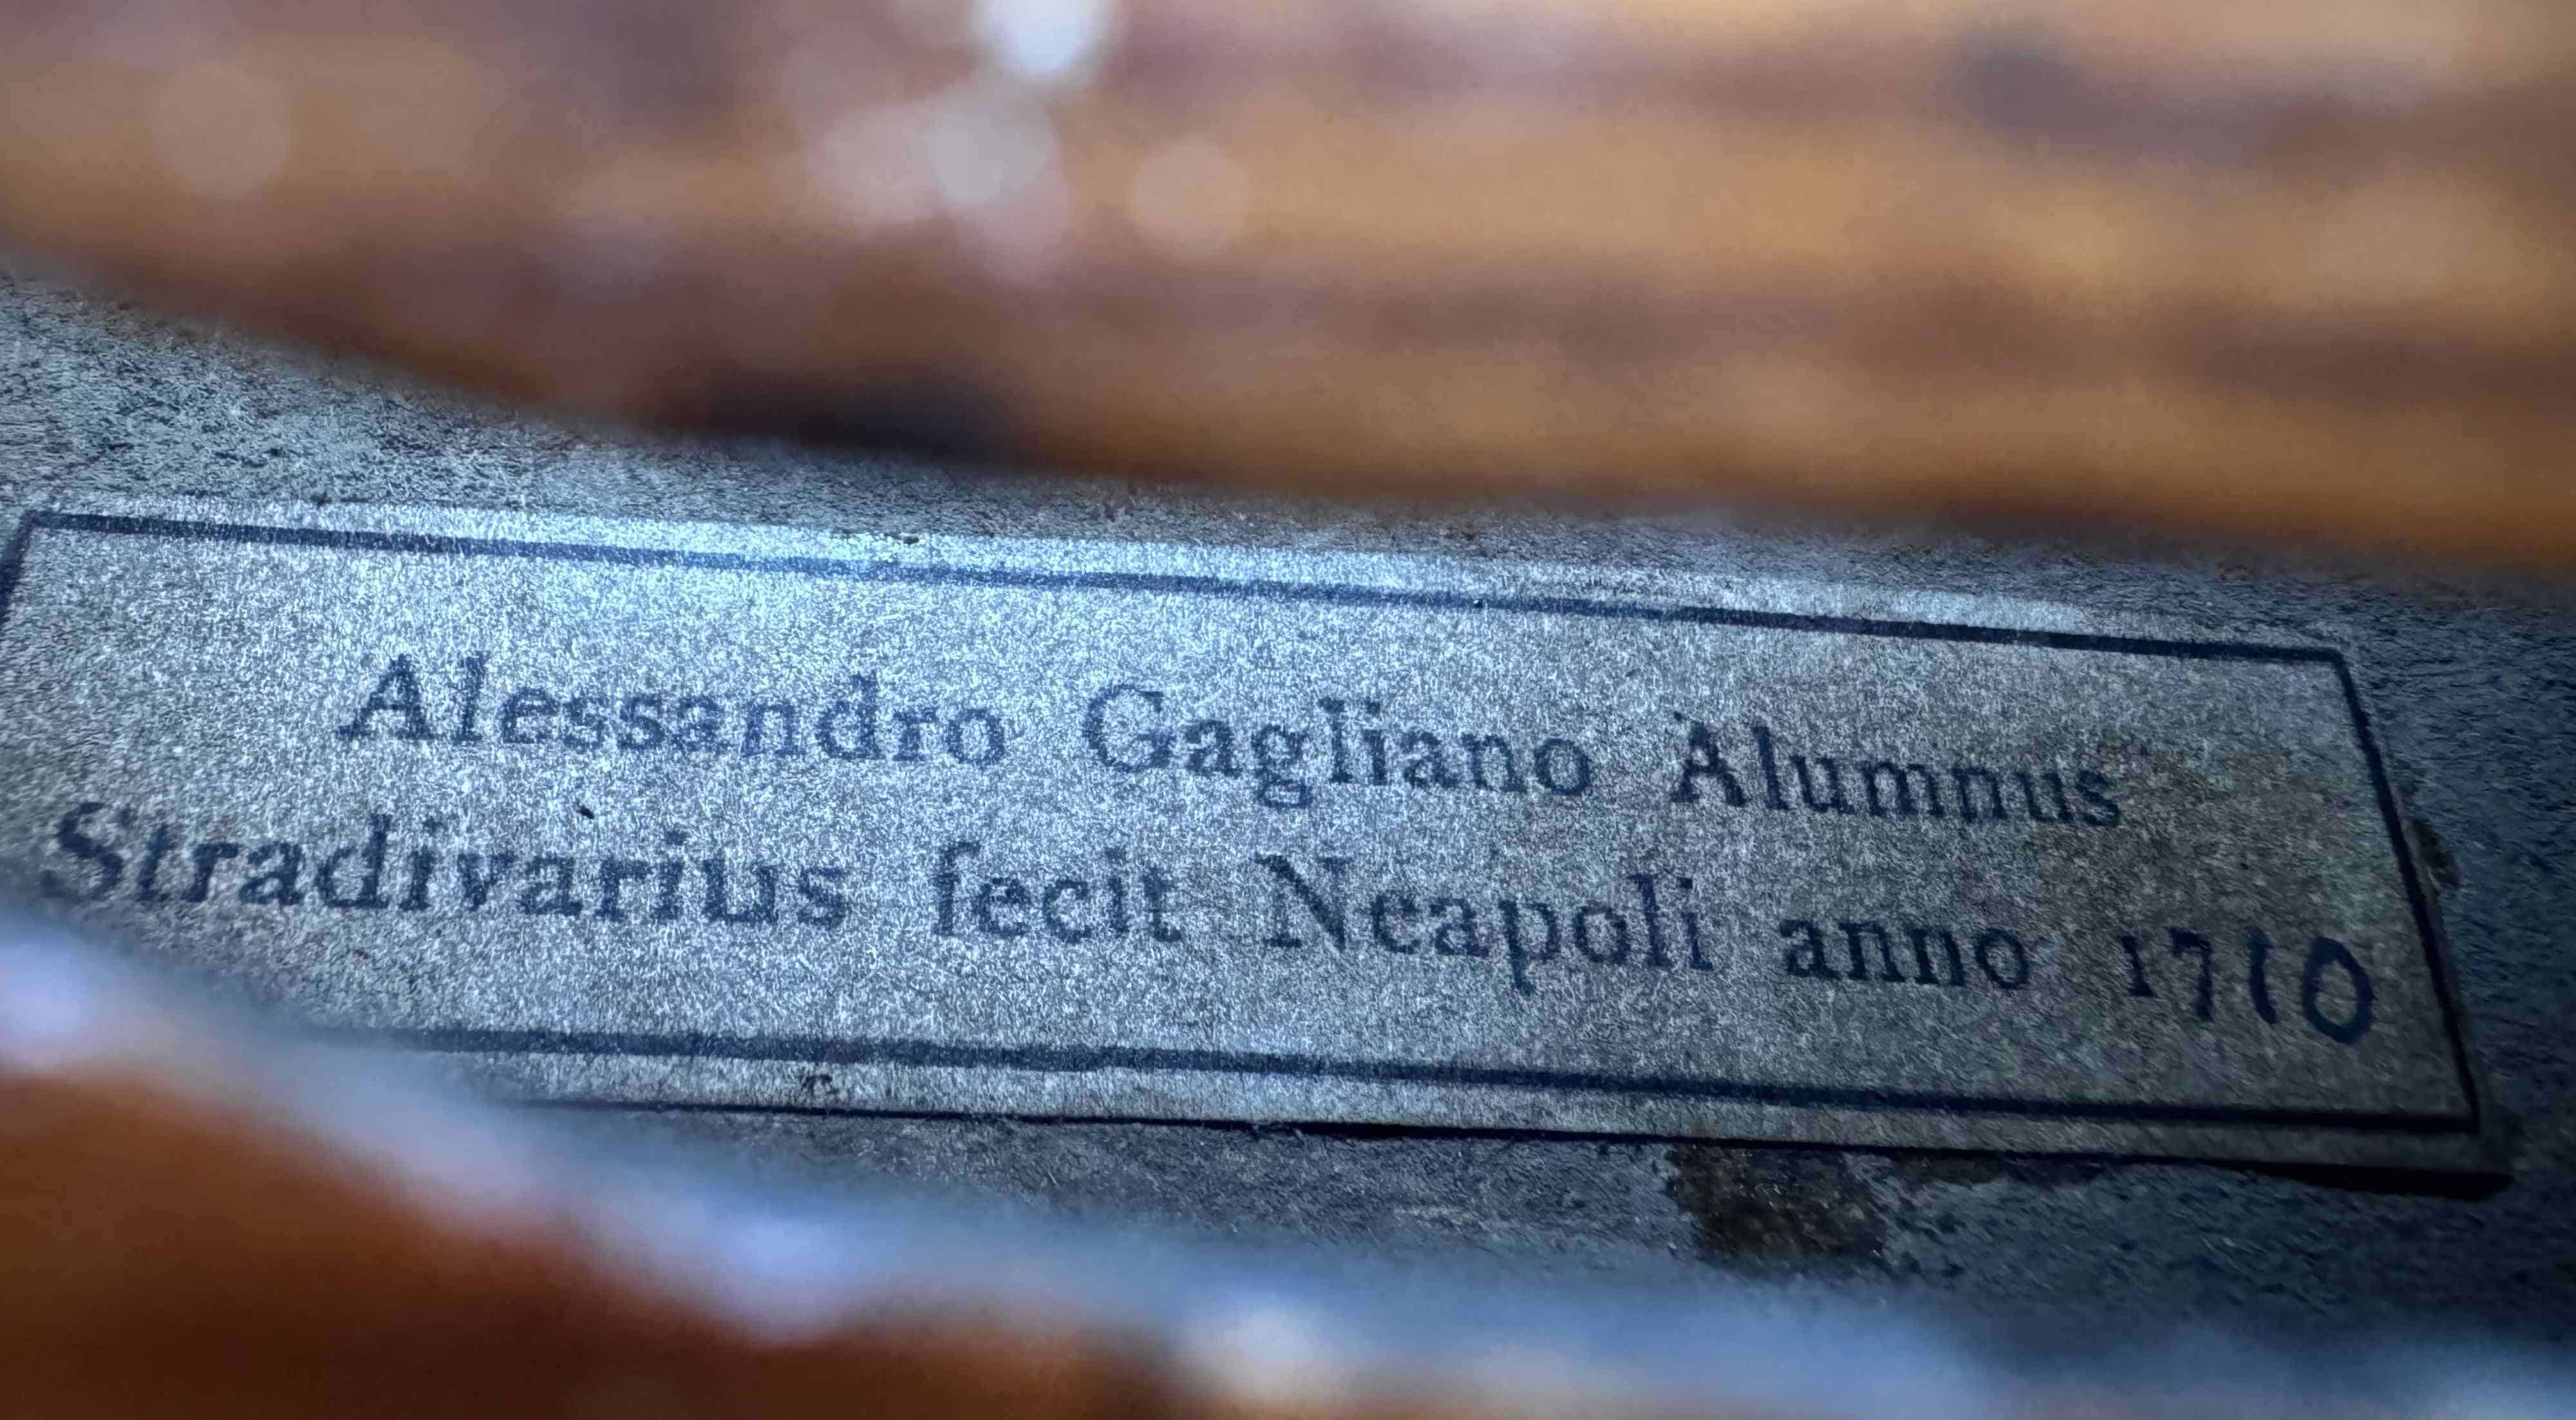 Alessandro Gagliano Alumnus
Stradivarius fecit Neapoli anno 1710